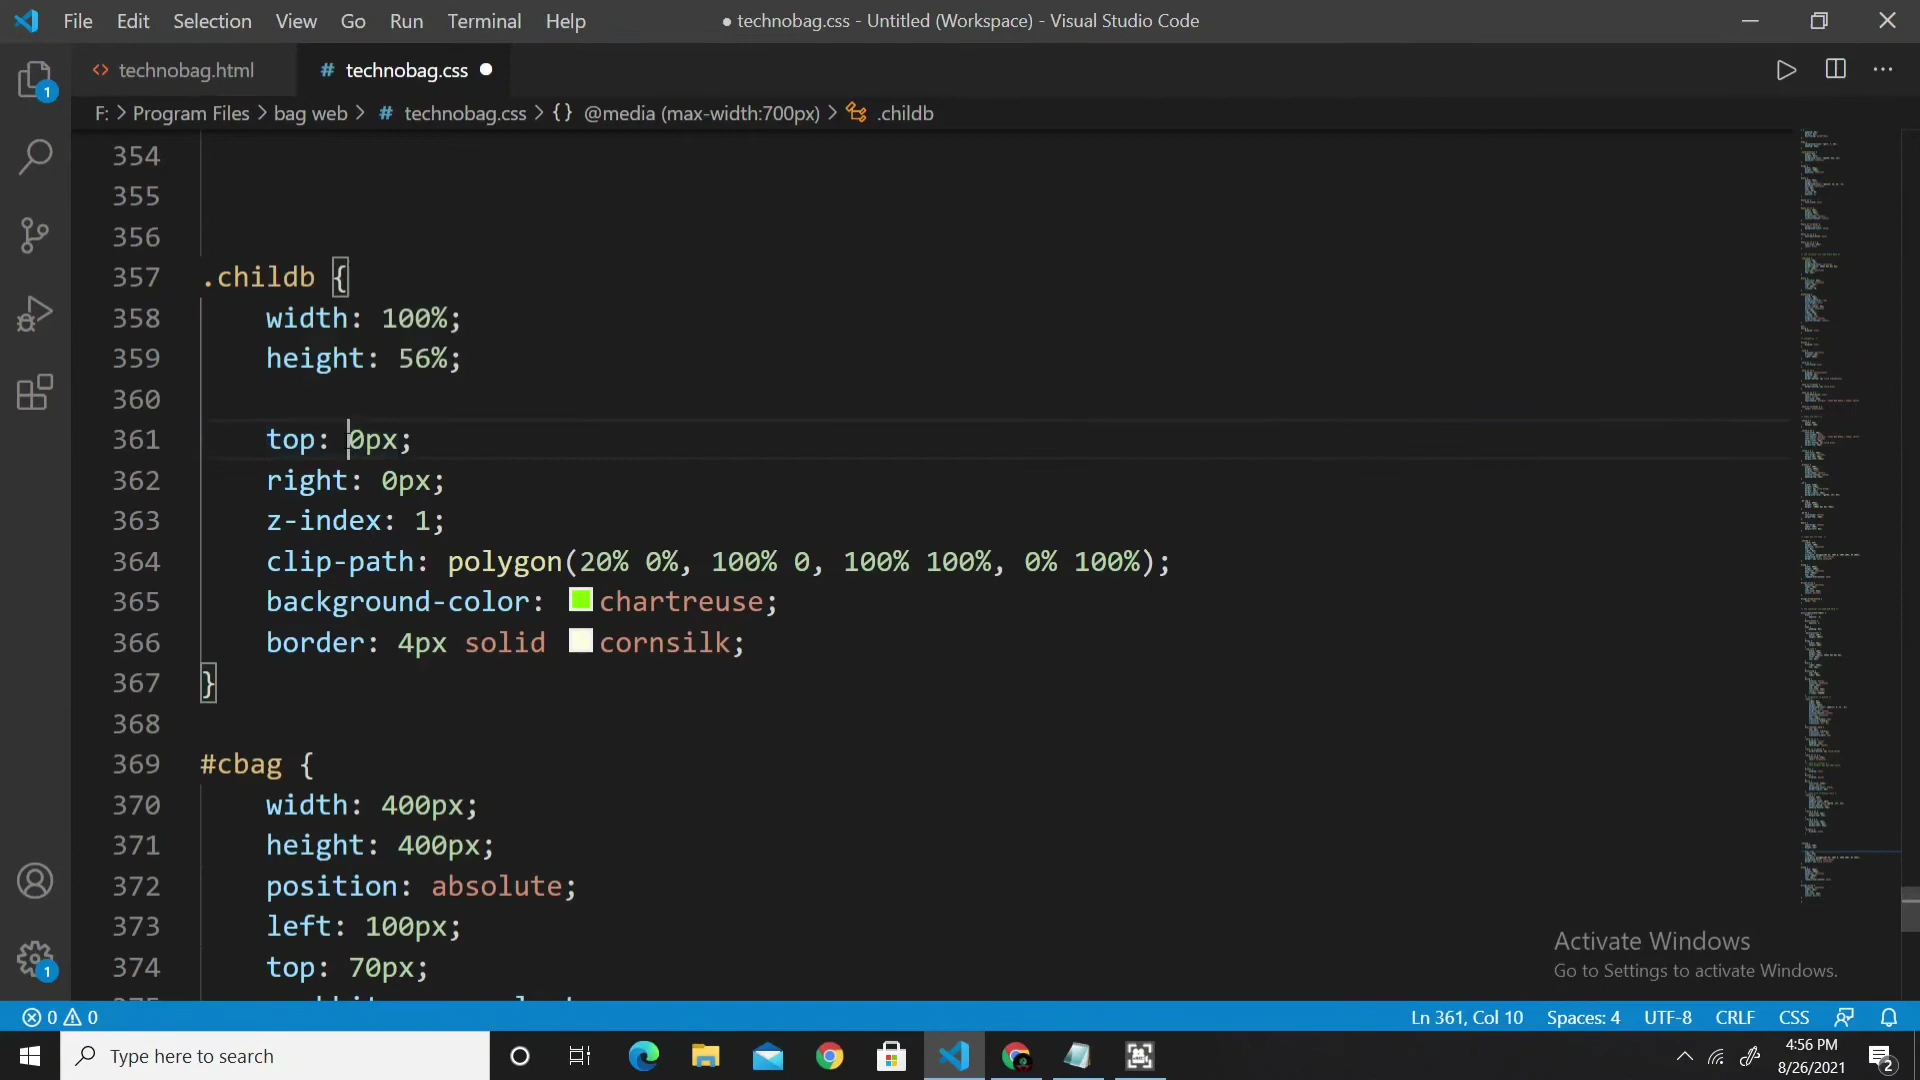 File Edit Selection View Go Run Terminal Help ● technobag.css - Untitled (Workspace) - Visual Studio Code
<> technobag.html # technobag.css ●
F: > Program Files > bag web > # technobag.css > {} @media (max-width:700px) > .childb
1
354
355
356
357 .childb {
358 width: 100%;
359 height: 56%;
360
361 top: 0px;
362 right: 0px;
363 z-index: 1;
364 clip-path: polygon(20% 0%, 100% 0, 100% 100%, 0% 100%);
365 background-color: chartreuse;
366 border: 4px solid cornsilk;
367 }
368
369 #cbag {
370 width: 400px;
371 height: 400px;
372 position: absolute;
373 left: 100px;
374 top: 70px;
1
Activate Windows
Go to Settings to activate Windows.
0 0 Ln 361, Col 10 Spaces: 4 UTF-8 CRLF CSS
Type here to search
4:56 PM
8/26/2021
2